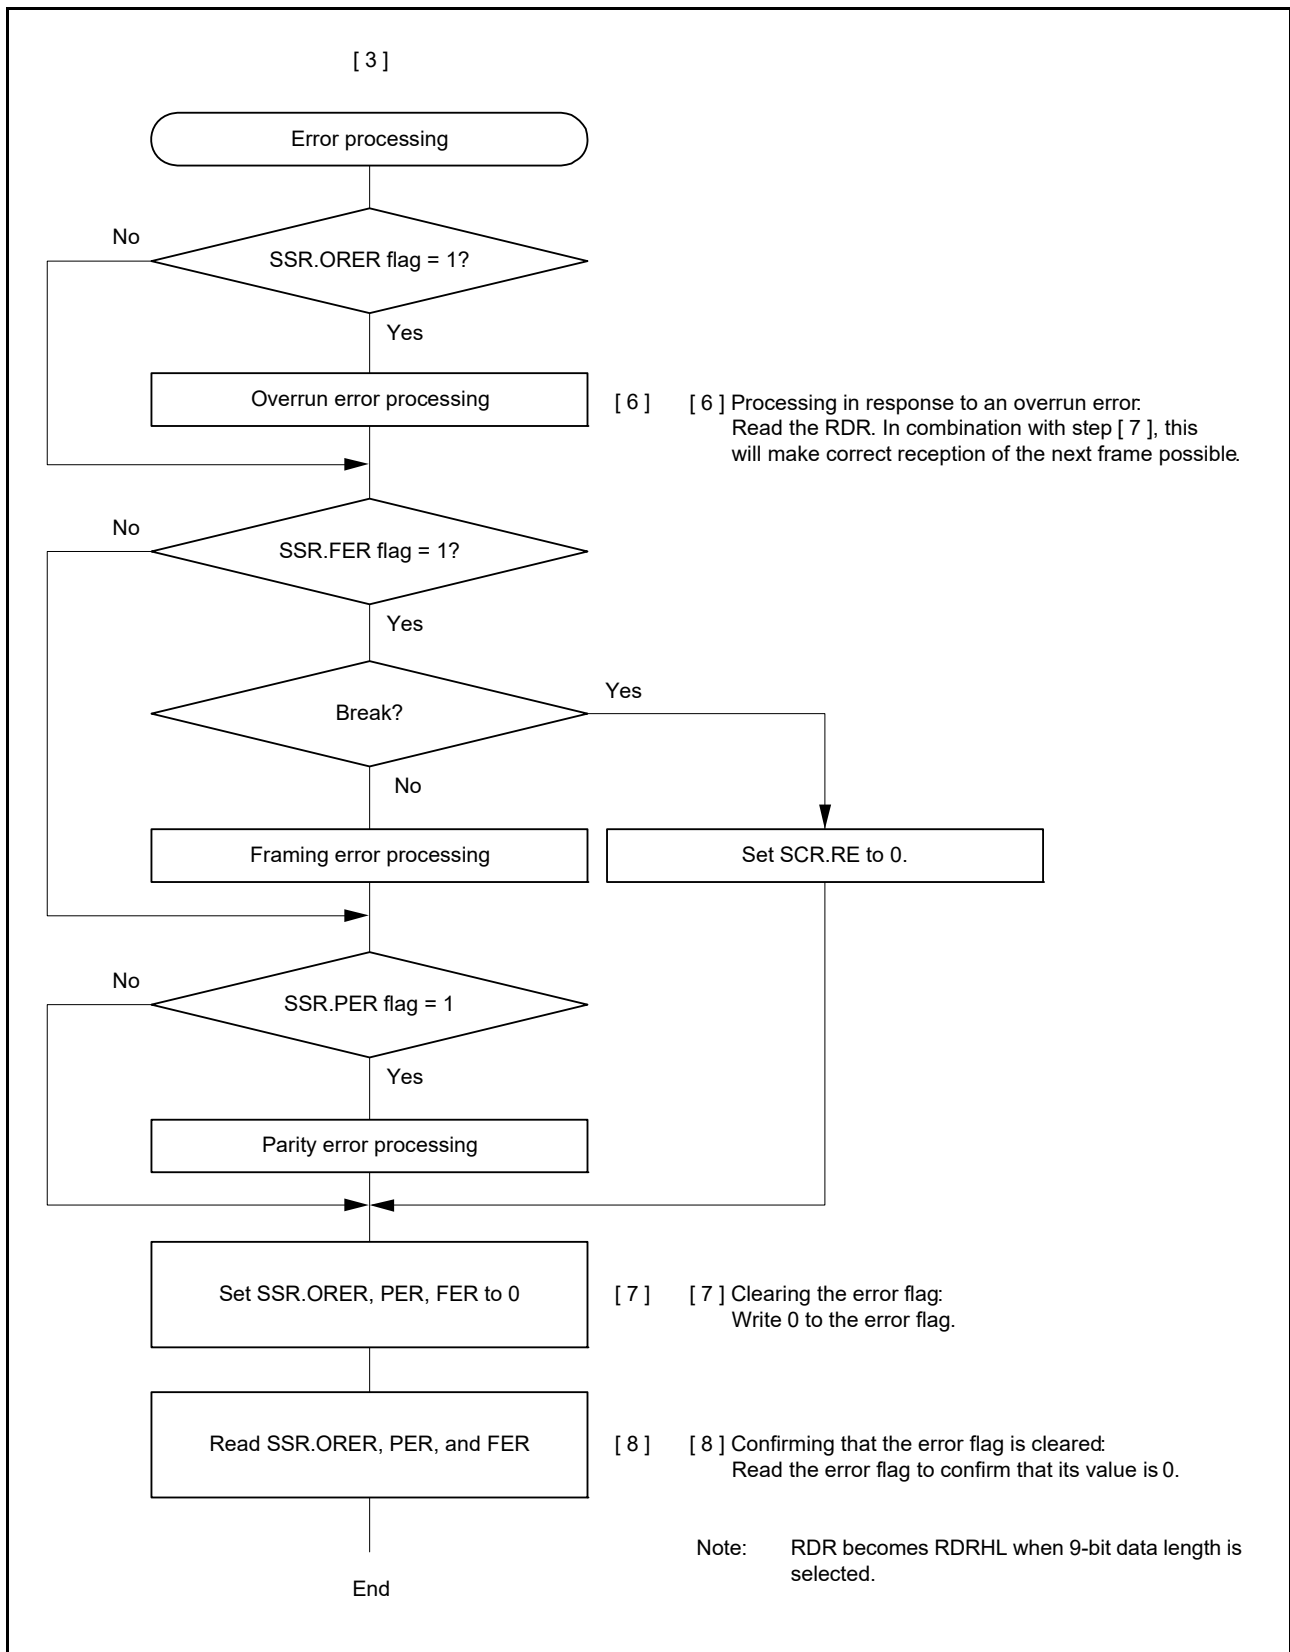 [ 3 ]
Error processing
No
SSR.ORER flag = 1?
Yes
Overrun error processing
[ 6 ]
[ 6 ] Processing in response to an overrun error:
Read the RDR. In combination with step [ 7 ], this
will make correct reception of the next frame possible.
No
SSR.FER flag = 1?
Yes
Break?
Yes
No
Framing error processing
Set SCR.RE to 0.
No
SSR.PER flag = 1
Yes
Parity error processing
Set SSR.ORER, PER, FER to 0
[ 7 ]
[ 7 ] Clearing the error flag:
Write 0 to the error flag.
Read SSR.ORER, PER, and FER
[ 8 ]
[ 8 ] Confirming that the error flag is cleared:
Read the error flag to confirm that its value is 0.
Note: RDR becomes RDRHL when 9-bit data length is
selected.
End